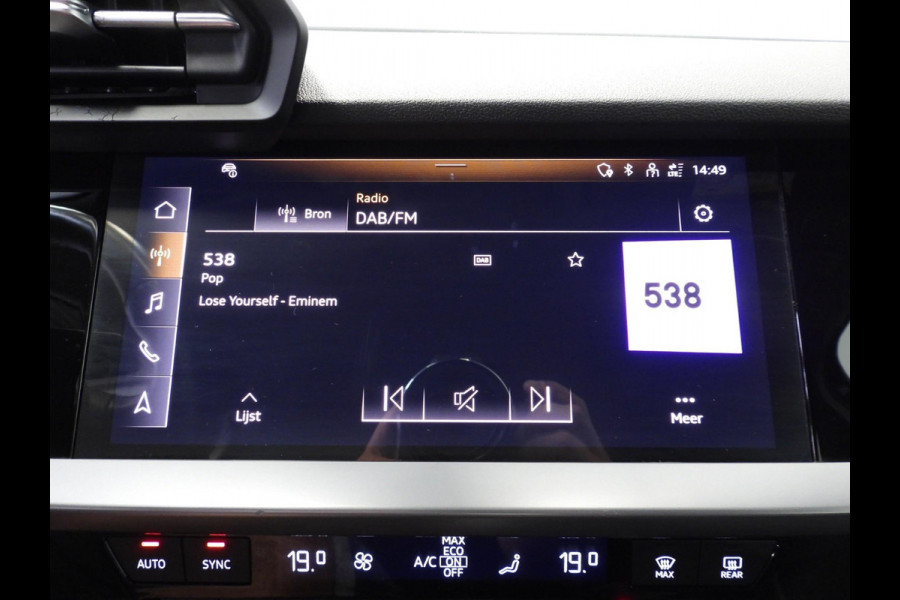 LTE 14:49
Radio
Bron DAB/FM
538 DAB
Pop
Lose Yourself - Eminem
538
Lijst
Meer
AUTO SYNC 19.0 A/C MAX
ECO
ON
OFF 19.0 MAX REAR